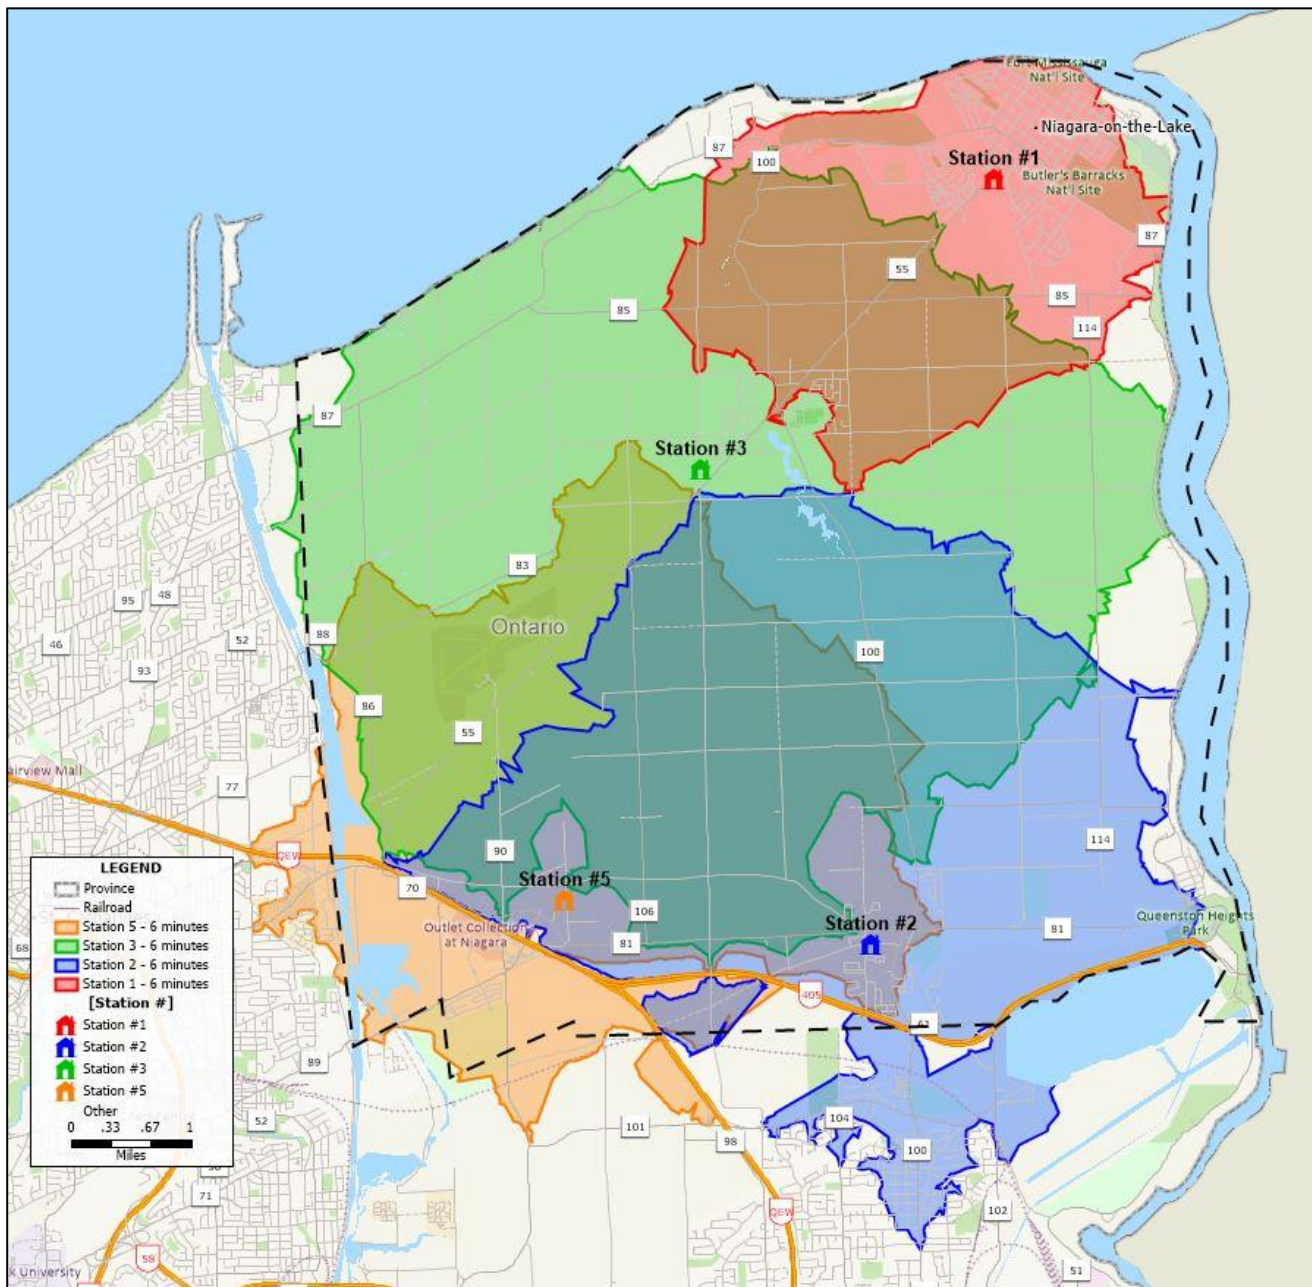 Fort Mississauga
Nat'l Site
Niagara-on-the-Lake
87
Station #1
100
Butler's Barracks
Nat'l Site
87
55
85
85
114
87
Station #3
83
95
48
Ontario
88
46
52
100
93
86
55
airview Mall
77
114
QEW
90
70
Station #5
106
Queenston Heights
Park
Outlet Collection
at Niagara
Station #2
81
81
405
61
LEGEND
Province
Railroad
Station 5 - 6 minutes
68
Station 3 - 6 minutes
Station 2 - 6 minutes
Station 1 - 6 minutes
[Station #]
Station #1
Station #2
Station #3
Station #5
Other
0 .33 .67 1
Miles
89
52
101
98
104
100
71
102
QEW
58
51
k University